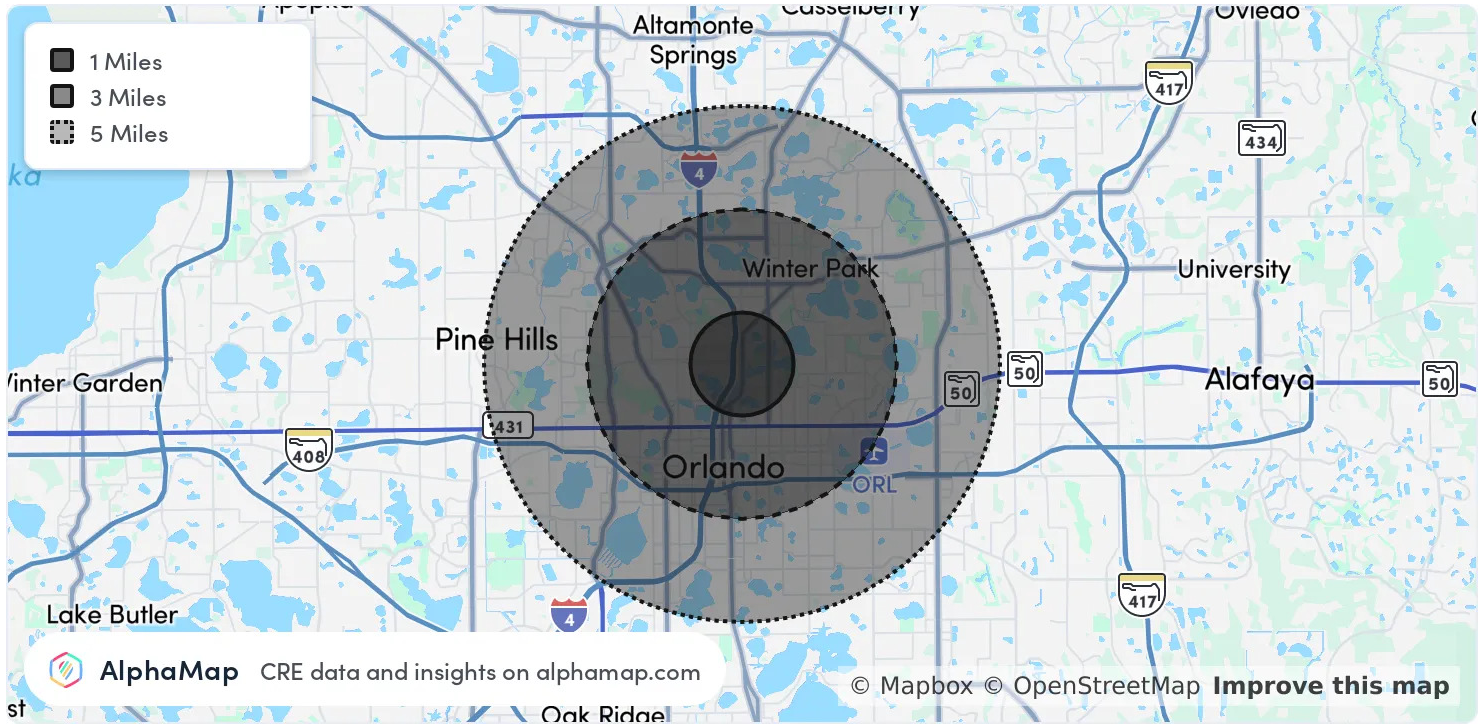 Apopka
Casselberry
Oviedo
Altamonte
Springs
1 Miles
3 Miles
5 Miles
417
434
4
ka
Winter Park
University
Pine Hills
Winter Garden
50
50
50
Alafaya
431
408
Orlando
ORL
417
4
Lake Butler
AlphaMap CRE data and insights on alphamap.com
© Mapbox © OpenStreetMap Improve this map
st
Oak Ridge